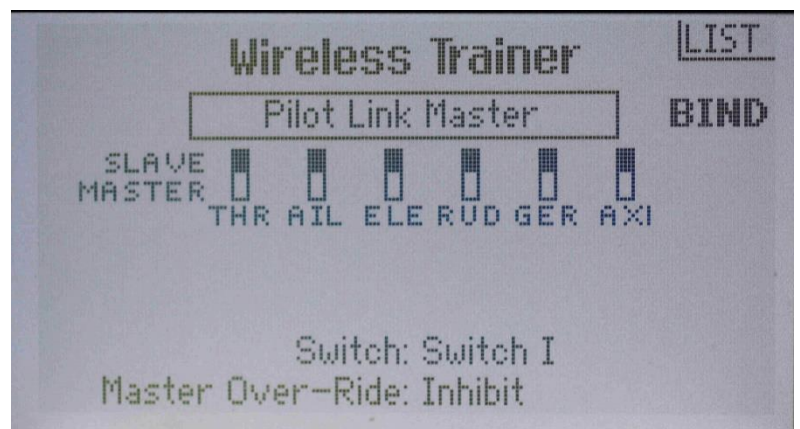 LIST
Wireless Trainer
Pilot Link Master
BIND
SLAVE
MASTER
THR AIL ELE RUD GER AX1
Switch: Switch I
Master Over-Ride: Inhibit